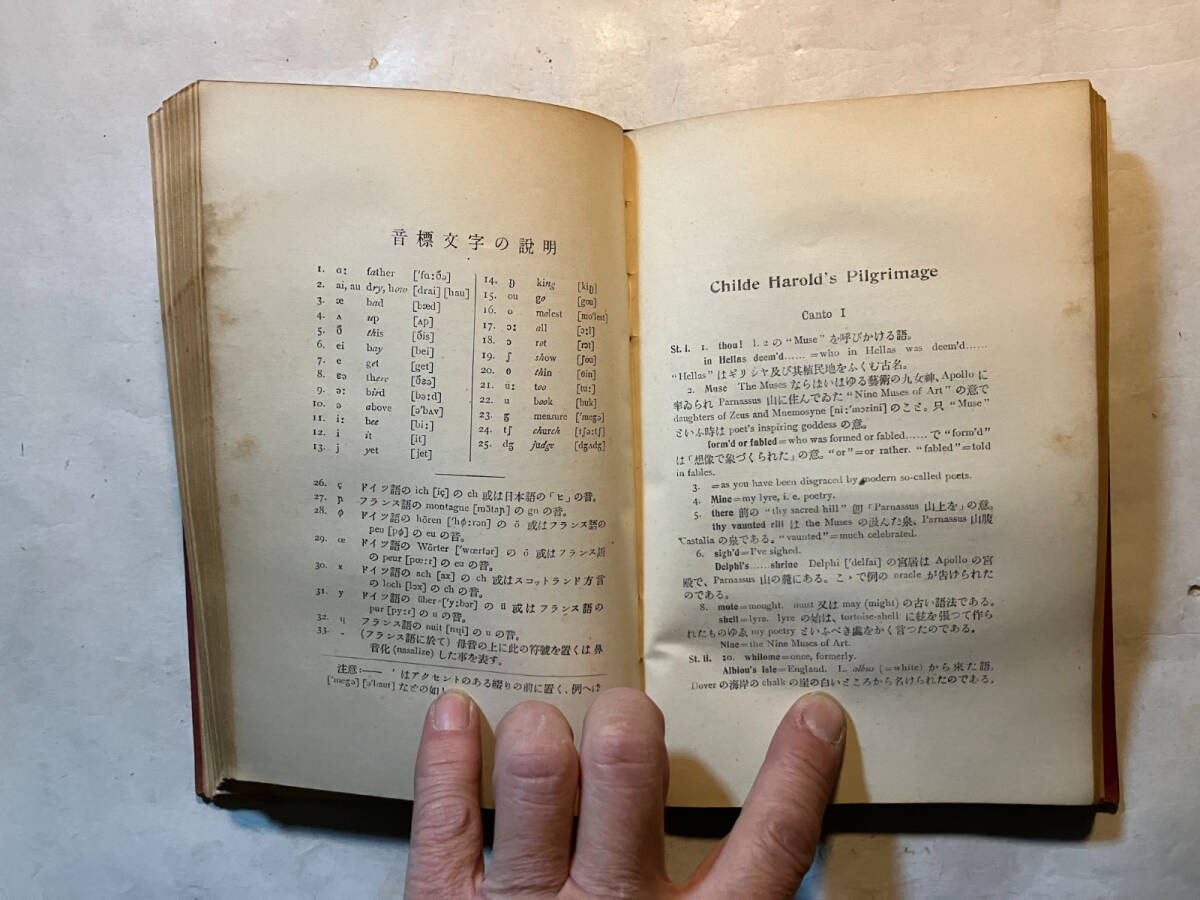 音標文字の說明
1. ɑː father ['fɑːðə]
2. ai, au dry, how [drai] [hau]
3. æ bad [bæd]
4. ʌ up [ʌp]
5. ð this [ðis]
6. ei bay [bei]
7. e get [get]
8. ɛə there [ðɛə]
9. əː bird [bəːd]
10. ə above [ə'bʌv]
11. iː bee [biː]
12. i it [it]
13. j yet [jet]
14. ŋ king [kiŋ]
15. ou go [gou]
16. o molest [mo'lest]
17. ɔː all [ɔːl]
18. ɔ rot [rɔt]
19. ʃ show [ʃou]
20. θ thin [θin]
21. uː too [tuː]
22. u book [buk]
23. ʒ measure ['meʒə]
24. tʃ church [tʃəːtʃ]
25. dʒ judge [dʒʌdʒ]
26. ç ドイツ語の ich [iç] の ch 或は日本語の「ヒ」の音。
27. ɲ フランス語の montagne [mɔ̃taɲ] の gn の音。
28. ø ドイツ語の hören ['høːrən] の ö 或はフランス語の
peu [pø] の eu の音。
29. œ ドイツ語の Wörter ['wœrtər] の ö 或はフランス語
の peur [pœːr] の eu の音。
30. x ドイツ語の ach [ax] の ch 或はスコットランド方言
の loch [lɔx] の ch の音。
31. y ドイツ語の über ['yːbər] の ü 或はフランス語の
pur [pyːr] の u の音。
32. ɥ フランス語の nuit [nɥi] の u の音。
33. ~ (フランス語に於て) 母音の上に此の符號を置くは鼻
音化 (nasalize) した事を表す。
注意:—— ' はアクセントのある綴りの前に置く、例へば
['meʒə] [ə'baut] などの如し
Childe Harold's Pilgrimage
Canto I
St. i. 1. thou! l. 2 の "Muse" を呼びかける語。
in Hellas deem'd……=who in Hellas was deem'd……
"Hellas" はギリシヤ及び其植民地をふくむ古名。
2. Muse The Muses ならはいはゆる藝術の九女神、Apollo に
率ゐられ Parnassus 山に住んでゐた "Nine Muses of Art" の意で
daughters of Zeus and Mnemosyne [niː'mɔzini] のこと。只 "Muse"
といふ時は poet's inspiring goddess の意。
form'd or fabled=who was formed or fabled…… で "form'd"
は「想像で象づくられた」の意。"or"=or rather. "fabled"=told
in fables.
3. =as you have been disgraced by modern so-called poets.
4. Mine=my lyre, i. e. poetry.
5. there 前の "thy sacred hill" 卽「Parnassus 山上を」の意。
thy vaunted rill は the Muses の汲んだ泉、Parnassus 山腹
Castalia の泉である。"vaunted"=much celebrated.
6. sigh'd=I've sighed.
Delphi's……shrine Delphi ['delfai] の宮居は Apollo の宮
殿で、Parnassus 山の麓にある。こゝで例の oracle が告げられた
のである。
8. mote=mought. must 又は may (might) の古い語法である。
shell=lyre. lyre の始は、tortoise-shell に絃を張つて作ら
れたものゆゑ my poetry といふべき處をかく言つたのである。
Nine=the Nine Muses of Art.
St. ii. 10. whilome=once, formerly.
Albion's isle=England. L. albus (=white) から來た語。
Dover の海岸の chalk の崖の白いところから名けられたのである。